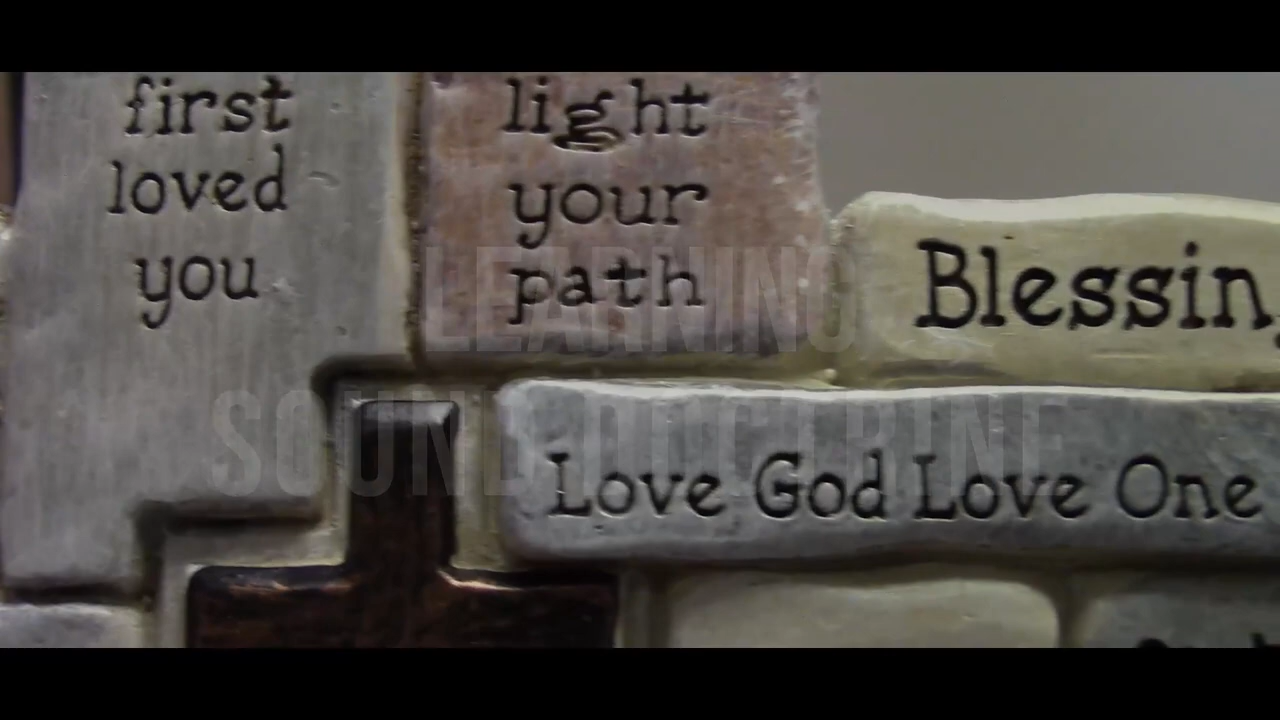 first
loved
you
light
your
path
Blessin
LEARNING
SOUND DOCTRINE
Love God Love One